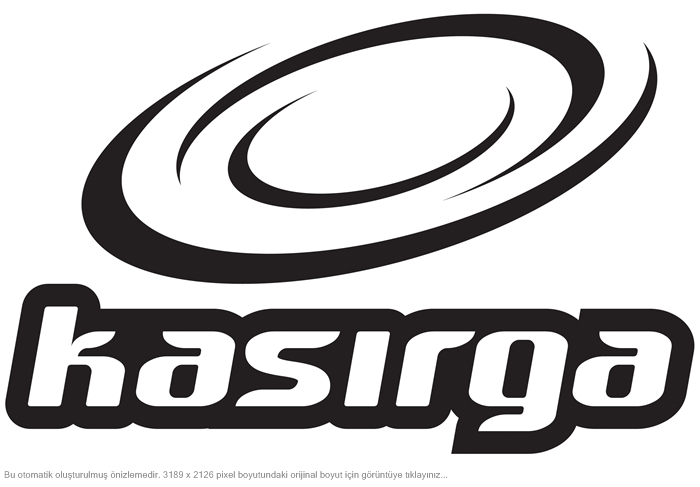 kasırga
Bu otomatik oluşturulmuş önizlemedir. 3189 x 2126 pixel boyutundaki orijinal boyut için görüntüye tıklayınız...